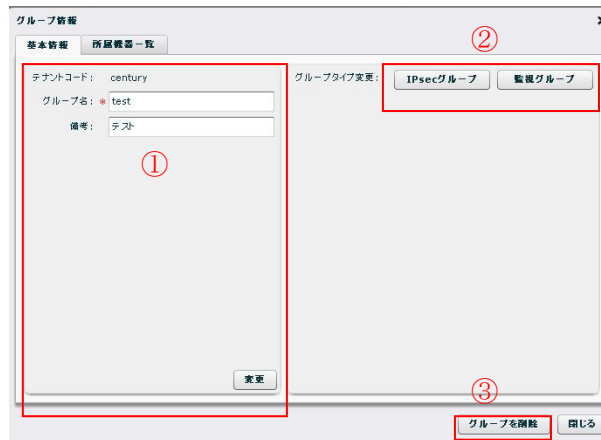 グループ情報
基本情報 所属機器一覧
②
テナントコード： century
グループ名： * test
備考： テスト
①
グループタイプ変更： IPsecグループ 監視グループ
変更
③
グループを削除 閉じる